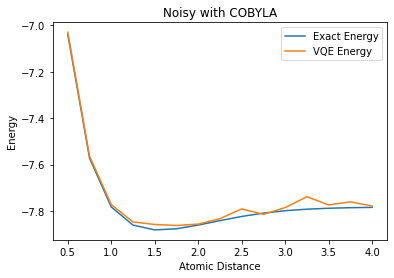 Noisy with COBYLA
Exact Energy
VQE Energy
−7.0
−7.2
−7.4
−7.6
−7.8
Energy
0.5 1.0 1.5 2.0 2.5 3.0 3.5 4.0
Atomic Distance